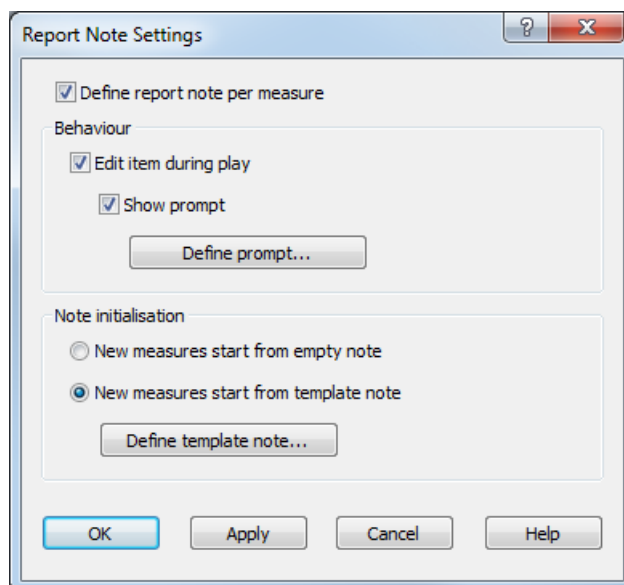 Report Note Settings
Define report note per measure
Behaviour
Edit item during play
Show prompt
Define prompt...
Note initialisation
New measures start from empty note
New measures start from template note
Define template note...
OK Apply Cancel Help